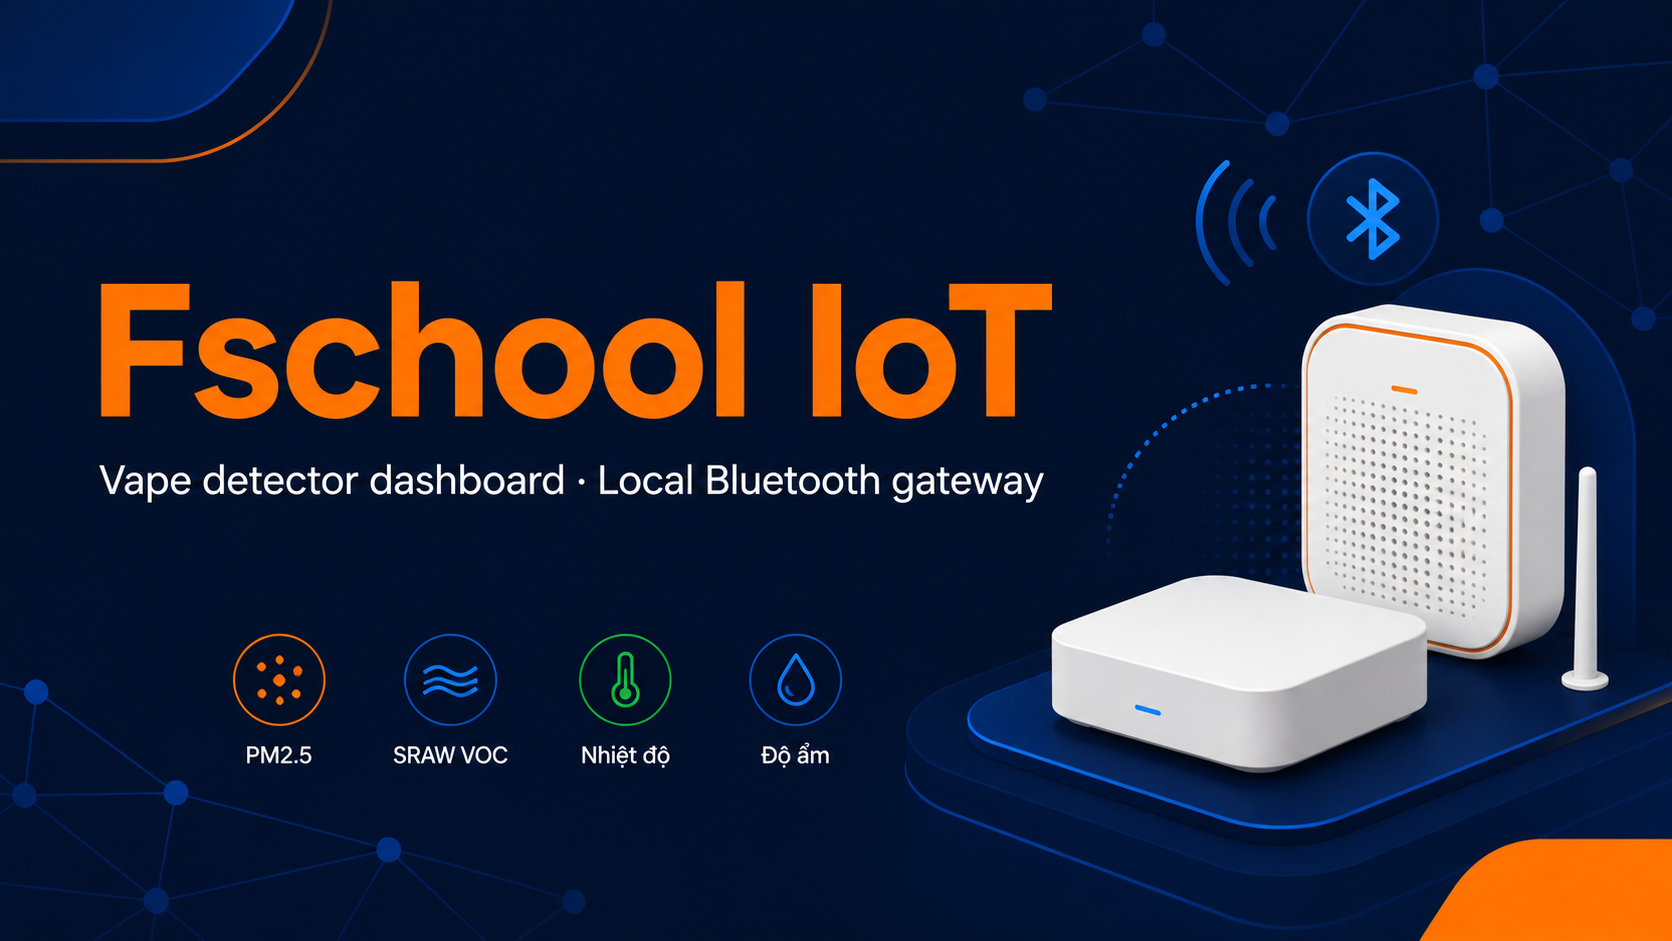 Fschool IoT
Vape detector dashboard · Local Bluetooth gateway
PM2.5
SRAW VOC
Nhiệt độ
Độ ẩm